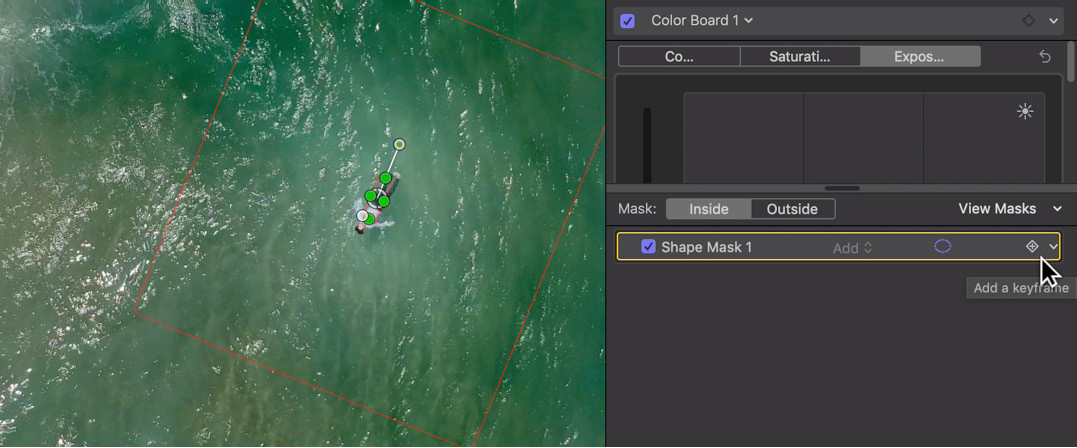 Color Board 1
Co... Saturati... Expos...
Mask: Inside Outside View Masks
Shape Mask 1 Add
Add a keyframe